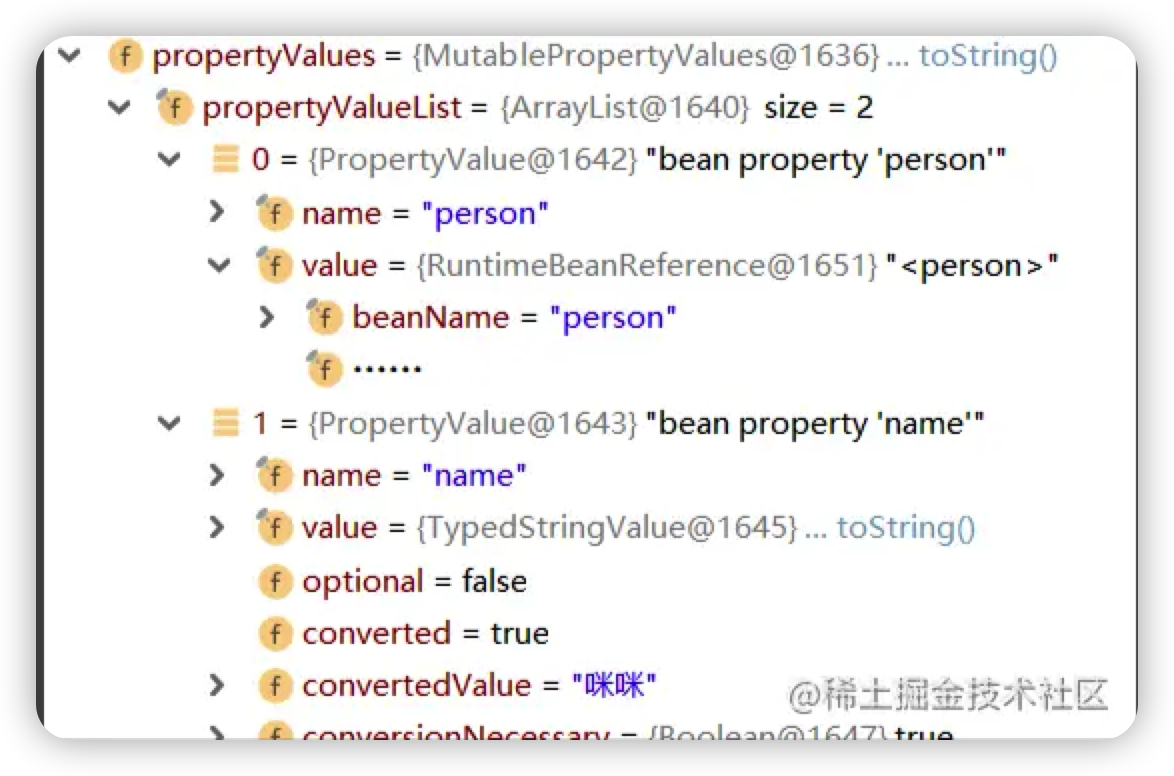 propertyValues = {MutablePropertyValues@1636} ... toString()
propertyValueList = {ArrayList@1640} size = 2
0 = {PropertyValue@1642} "bean property 'person'"
name = "person"
value = {RuntimeBeanReference@1651} "<person>"
beanName = "person"
······
1 = {PropertyValue@1643} "bean property 'name'"
name = "name"
value = {TypedStringValue@1645} ... toString()
optional = false
converted = true
convertedValue = "咪咪"
@稀土掘金技术社区
conversionNecessary = {Boolean@1647} true